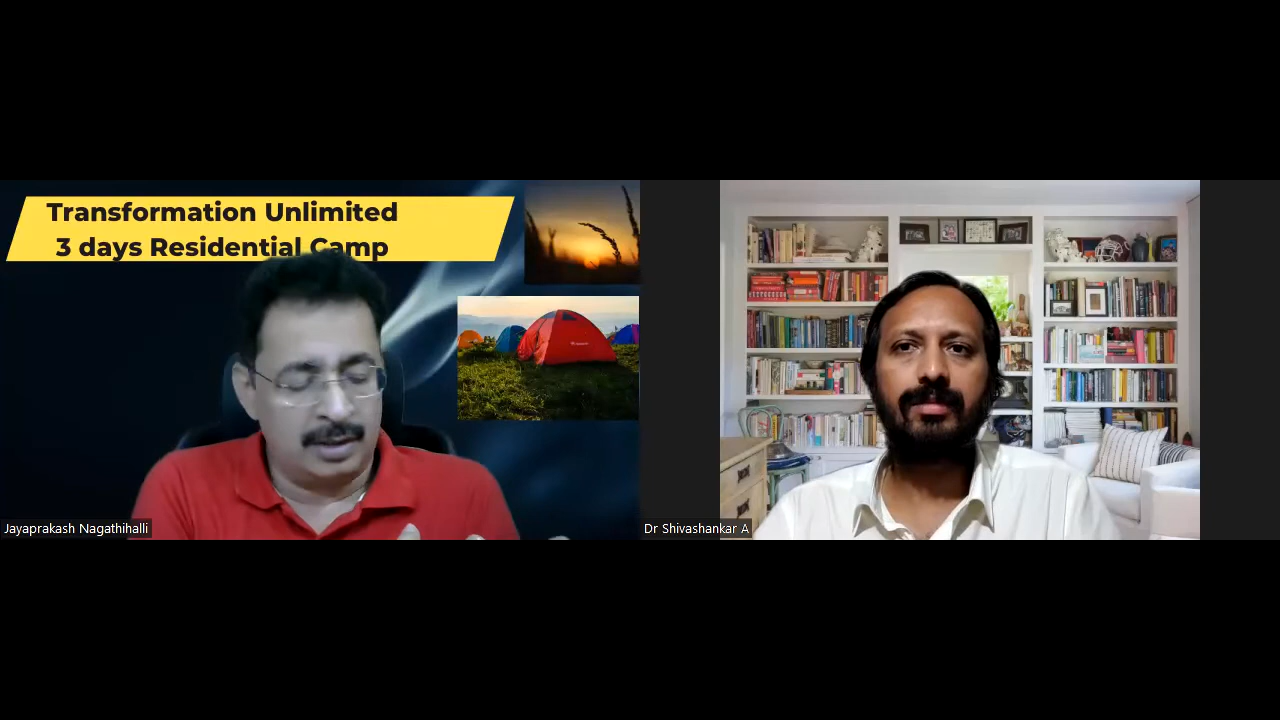 Transformation Unlimited
3 days Residential Camp
Jayaprakash Nagathihalli
Dr Shivashankar A